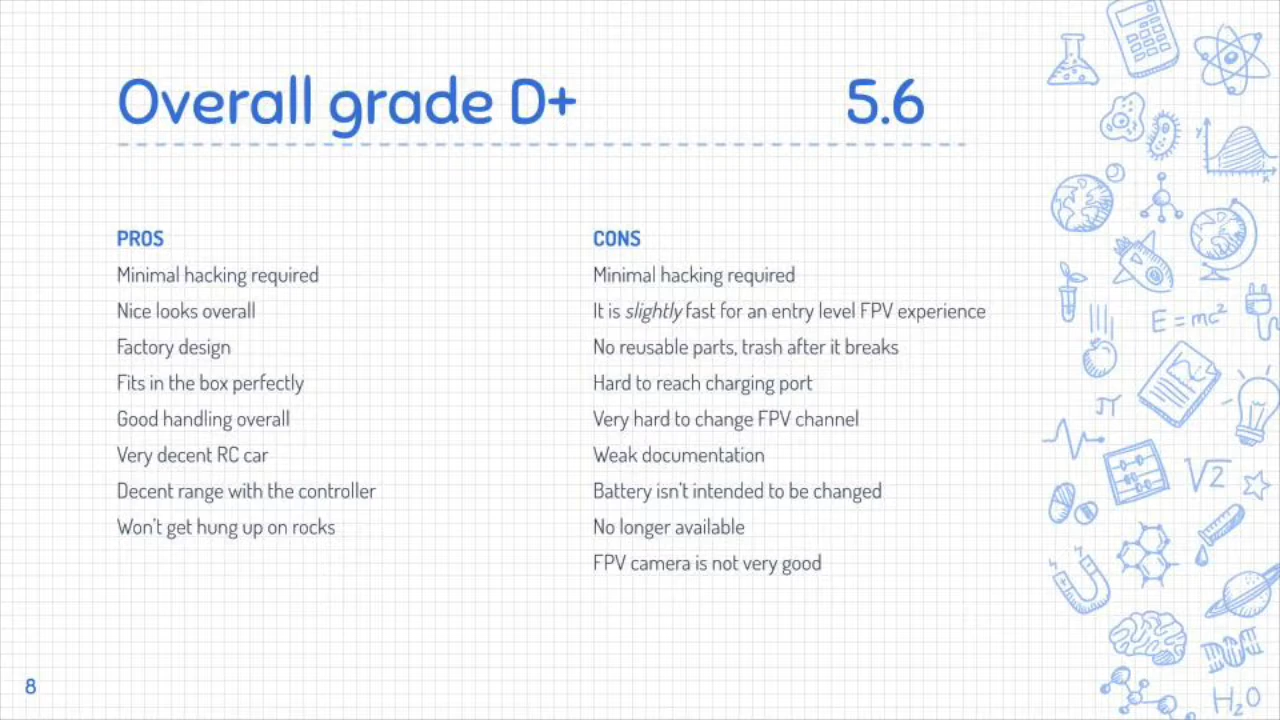 Overall grade D+ 5.6
PROS
Minimal hacking required
Nice looks overall
Factory design
Fits in the box perfectly
Good handling overall
Very decent RC car
Decent range with the controller
Won't get hung up on rocks
CONS
Minimal hacking required
It is slightly fast for an entry level FPV experience
No reusable parts, trash after it breaks
Hard to reach charging port
Very hard to change FPV channel
Weak documentation
Battery isn't intended to be changed
No longer available
FPV camera is not very good
y
x
E=mc²
π
√2
H₂O
8